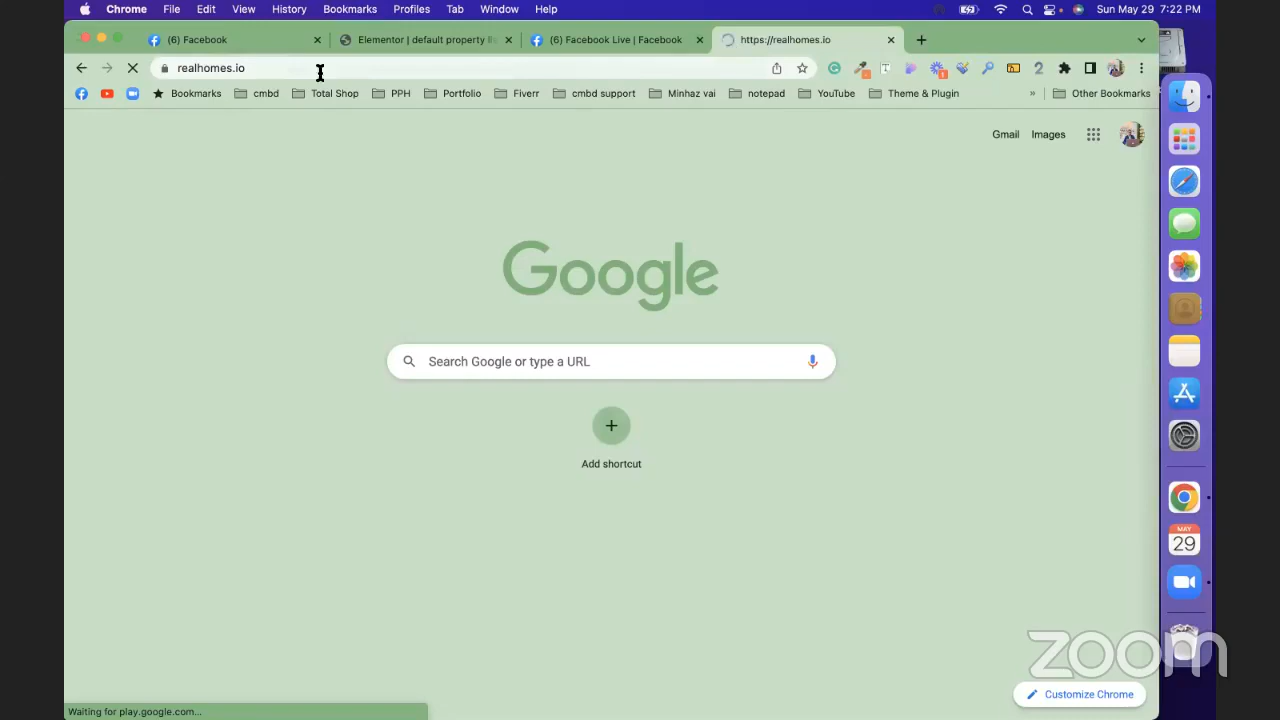 Chrome File Edit View History Bookmarks Profiles Tab Window Help Sun May 29 7:22 PM
(6) Facebook Elementor | default property (6) Facebook Live | Facebook https://realhomes.io
realhomes.io
Bookmarks cmbd Total Shop PPH Portfolio Fiverr cmbd support Minhaz vai notepad YouTube Theme & Plugin » Other Bookmarks
Gmail Images
Google
Search Google or type a URL
Add shortcut
MAY
29
zoom
Customize Chrome
Waiting for play.google.com...